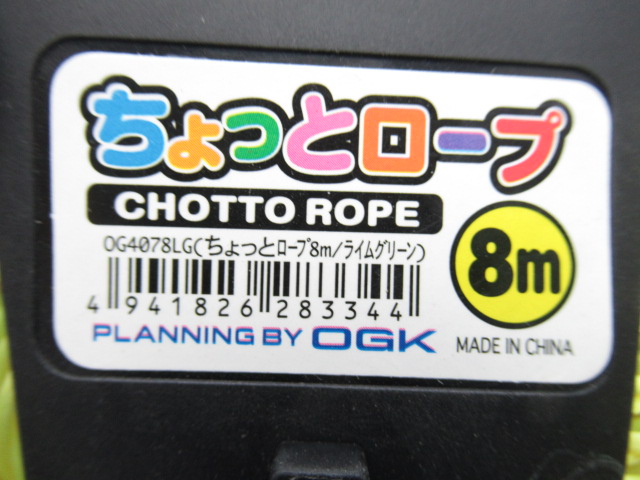 ちょっとロープ
CHOTTO ROPE
8m
OG4078LG(ちょっとロープ8m/ライムグリーン)
4 941826 283344
PLANNING BY OGK
MADE IN CHINA